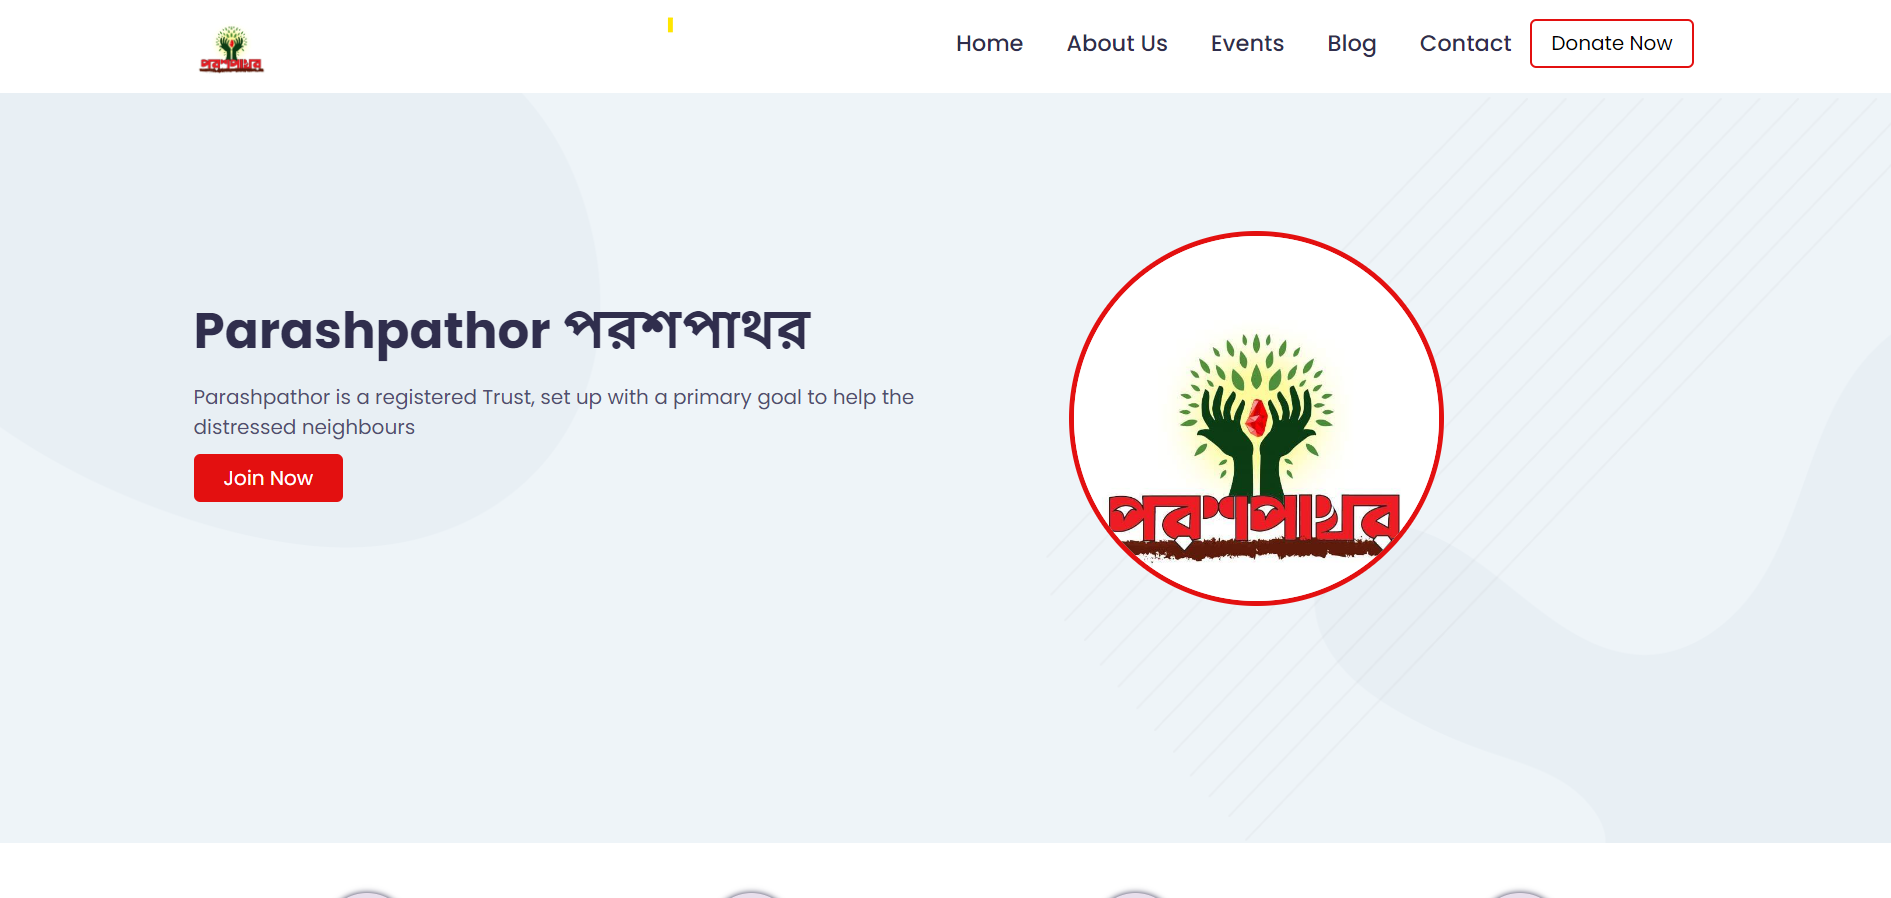 পরশপাথর
Home About Us Events Blog Contact Donate Now
Parashpathor পরশপাথর
Parashpathor is a registered Trust, set up with a primary goal to help the
distressed neighbours
Join Now
পরশপাথর